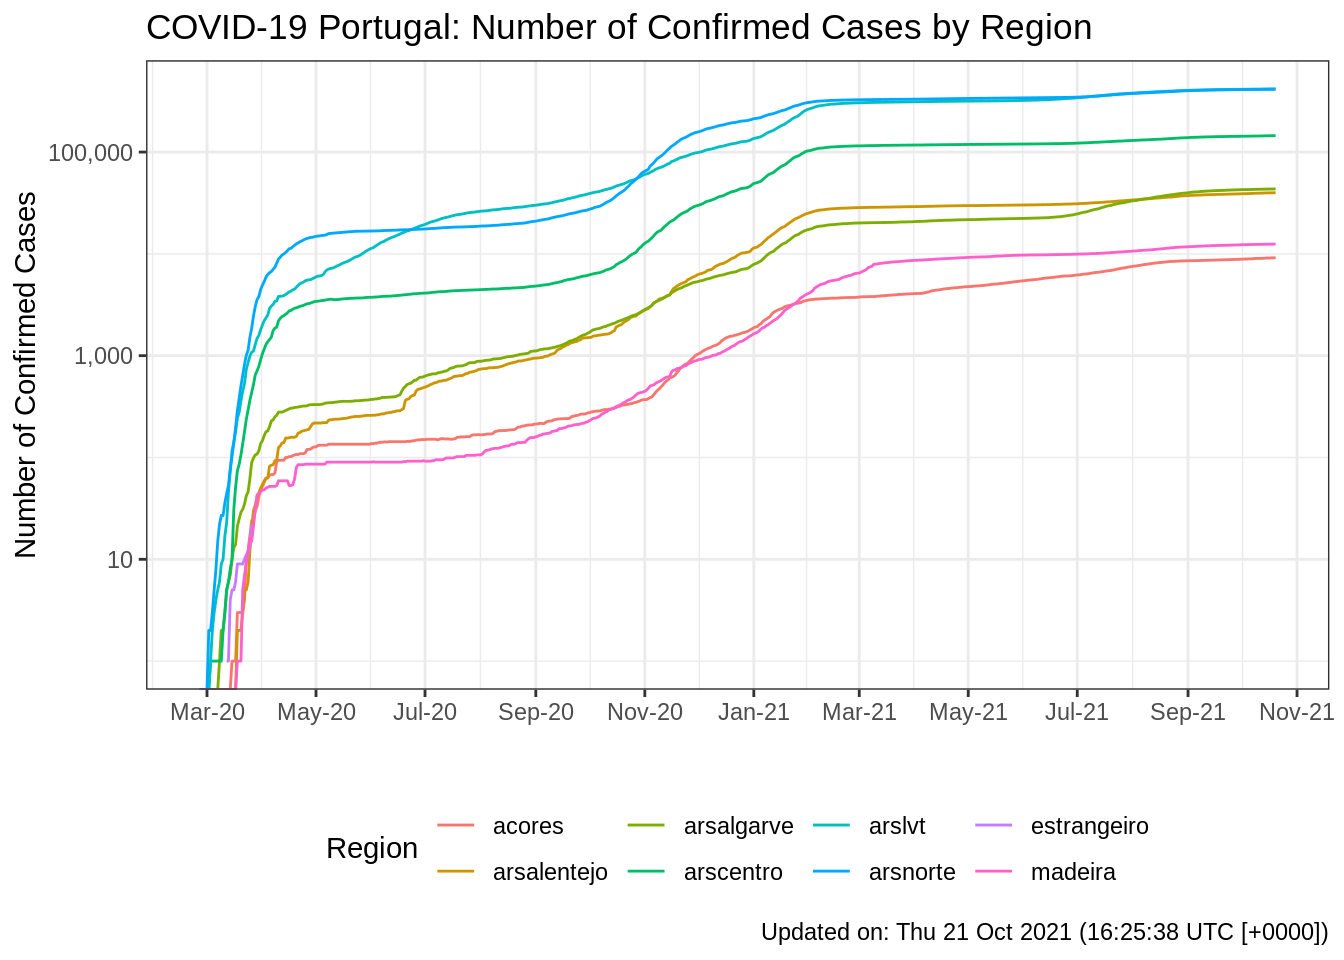 COVID-19 Portugal: Number of Confirmed Cases by Region
Number of Confirmed Cases
100,000
1,000
10
Mar-20 May-20 Jul-20 Sep-20 Nov-20 Jan-21 Mar-21 May-21 Jul-21 Sep-21 Nov-21
Region
acores arsalgarve arslvt estrangeiro
arsalentejo arscentro arsnorte madeira
Updated on: Thu 21 Oct 2021 (16:25:38 UTC [+0000])